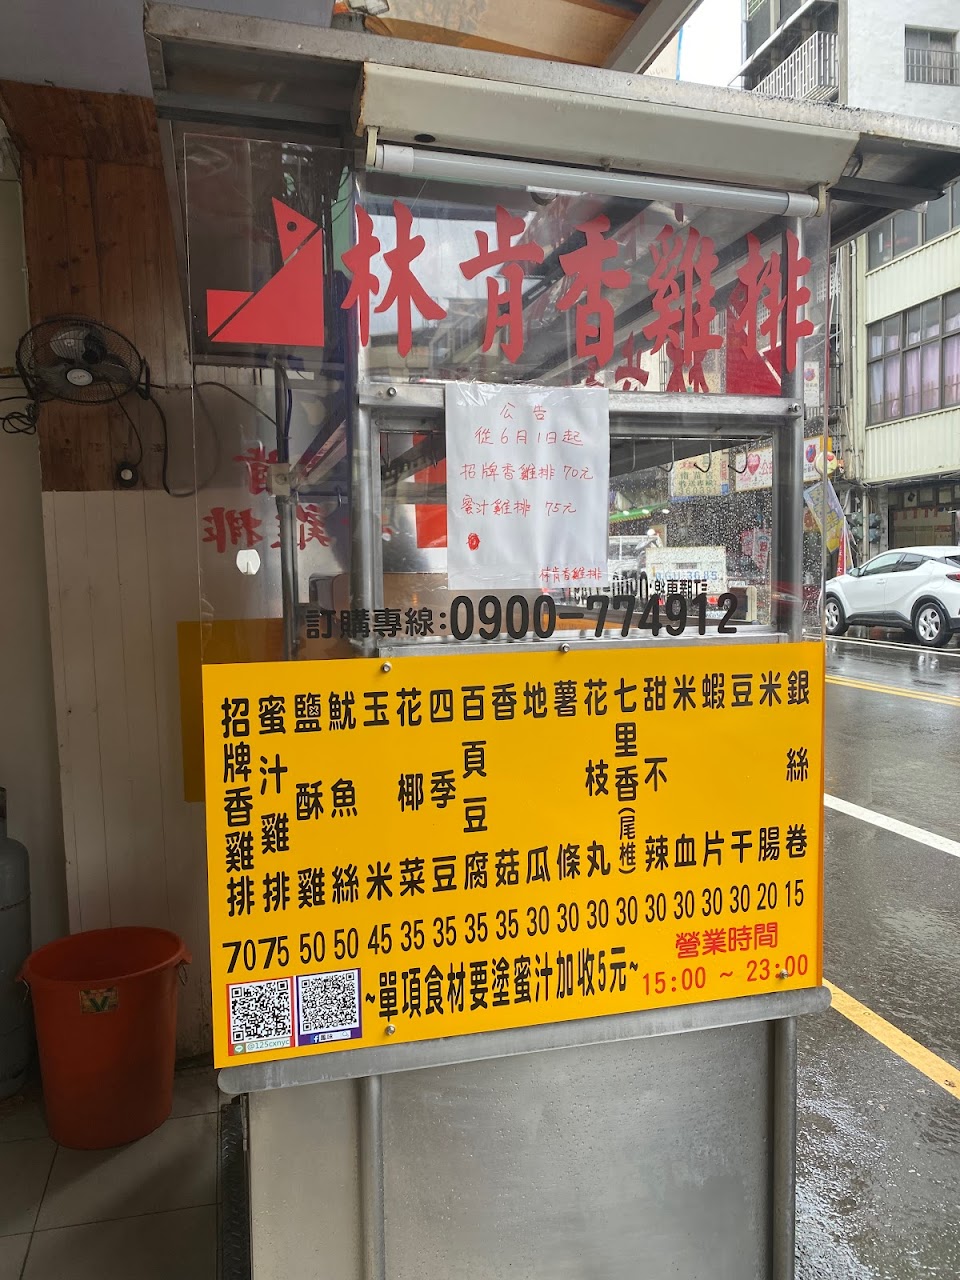 林肯香雞排
公告
從6月1日起
招牌香雞排 70元
蜜汁雞排 75元
林肯香雞排
訂購專線:0900-774912
招牌香雞排 70
蜜汁雞排 75
鹽酥雞 50
魷魚絲 50
玉米 45
花椰菜 35
四季豆 35
百頁豆腐 35
香菇 35
地瓜 30
薯條 30
花枝丸 30
七里香(尾椎) 30
甜不辣 30
米血 30
蝦片 30
豆干 30
米腸 20
銀絲卷 15
~單項食材要塗蜜汁加收5元~
營業時間
15:00 ~ 23:00
@125cxnyc